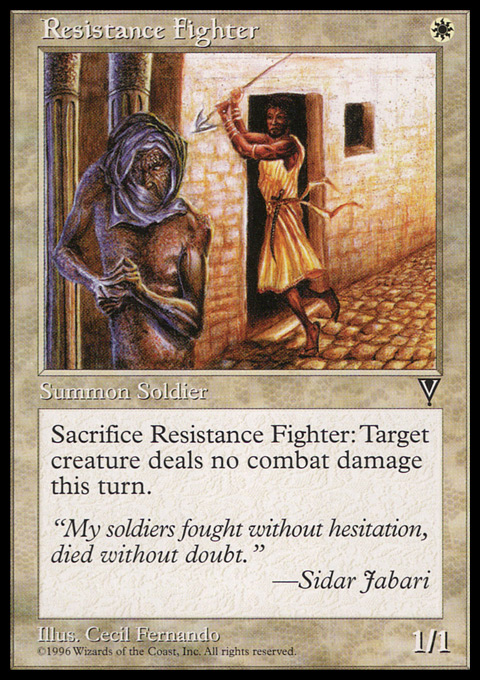 Resistance Fighter
Summon Soldier
Sacrifice Resistance Fighter: Target
creature deals no combat damage
this turn.
“My soldiers fought without hesitation,
died without doubt.”
—Sidar Jabari
Illus. Cecil Fernando
1/1
©1996 Wizards of the Coast, Inc. All rights reserved.